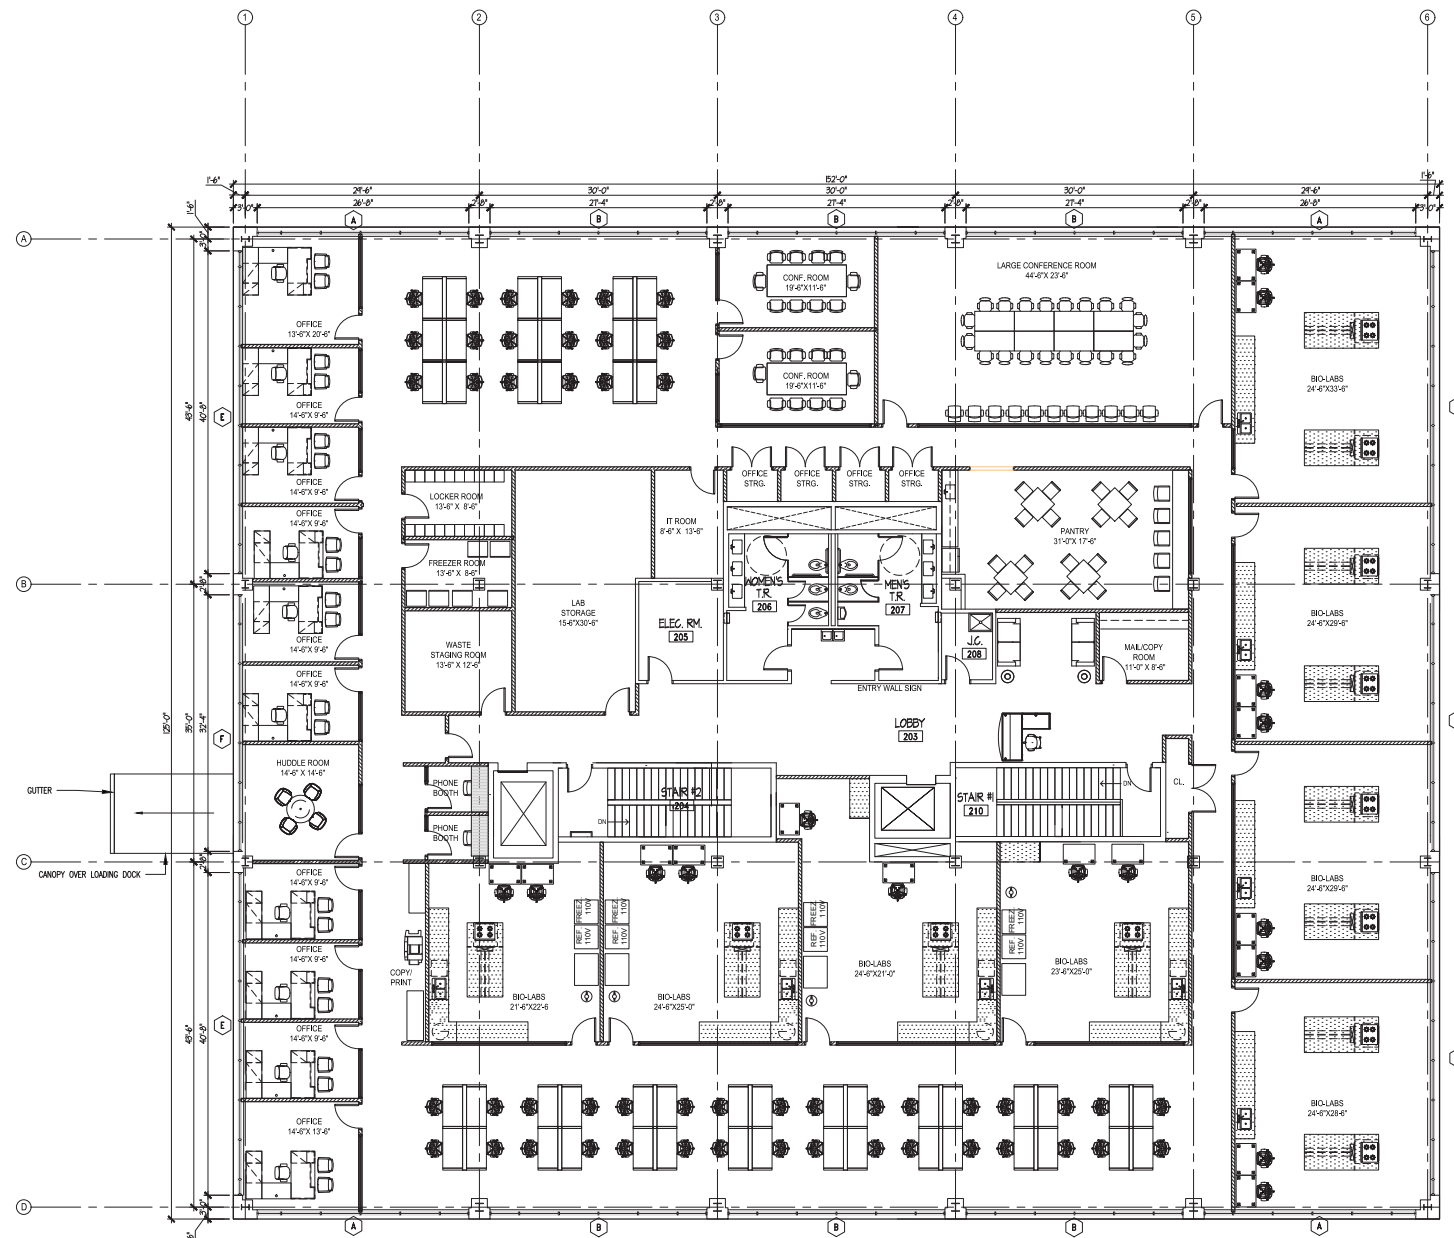 1
2
3
4
5
6
152'-0"
1'-6"
1'-6"
29'-6"
30'-0"
30'-0"
30'-0"
29'-6"
3'-0"
26'-8"
2'-8"
27'-4"
2'-8"
27'-4"
2'-8"
27'-4"
2'-8"
26'-8"
3'-0"
1'-6"
A
B
B
B
A
A
3'-0"
LARGE CONFERENCE ROOM
44'-6"X 23'-6"
CONF. ROOM
19'-6"X11'-6"
OFFICE
13'-6"X 20'-6"
CONF. ROOM
19'-6"X11'-6"
BIO-LABS
24'-6"X33'-6"
OFFICE
14'-6"X 9'-6"
43'-6"
40'-8"
E
OFFICE
14'-6"X 9'-6"
OFFICE
STRG.
OFFICE
STRG.
OFFICE
STRG.
OFFICE
STRG.
LOCKER ROOM
13'-6" X 8'-6"
OFFICE
14'-6"X 9'-6"
IT ROOM
8'-6" X 13'-6"
PANTRY
31'-0"X 17'-6"
FREEZER ROOM
13'-6" X 8-6"
B
2'-8"
WOMEN'S
T.R.
206
MEN'S
T.R.
207
LAB
STORAGE
15-6"X30'-6"
BIO-LABS
24'-6"X29'-6"
ELEC. RM.
205
OFFICE
14'-6"X 9'-6"
J.C.
208
WASTE
STAGING ROOM
13'-6" X 12'-6"
MAIL/COPY
ROOM
11'-0" X 8'-6"
OFFICE
14'-6"X 9'-6"
ENTRY WALL SIGN
125'-0"
35'-0"
32'-4"
F
LOBBY
203
HUDDLE ROOM
14'-6" X 14'-6"
GUTTER
PHONE
BOOTH
STAIR #2
204
DN
STAIR #1
210
DN
CL.
PHONE
BOOTH
C
2'-8"
CANOPY OVER LOADING DOCK
OFFICE
14'-6"X 9'-6"
BIO-LABS
24'-6"X29'-6"
FREEZ.
110V
FREEZ.
110V
FREEZ.
110V
FREEZ.
110V
REF.
110V
REF.
110V
REF.
110V
REF.
110V
OFFICE
14'-6"X 9'-6"
COPY/
PRINT
BIO-LABS
21'-6"X22'-6
BIO-LABS
24'-6"X25'-0"
BIO-LABS
24'-6"X21'-0"
BIO-LABS
23'-6"X25'-0"
43'-6"
40'-8"
E
OFFICE
14'-6"X 9'-6"
OFFICE
14'-6"X 13'-6"
BIO-LABS
24'-6"X28'-6"
D
3'-0"
A
B
B
B
A